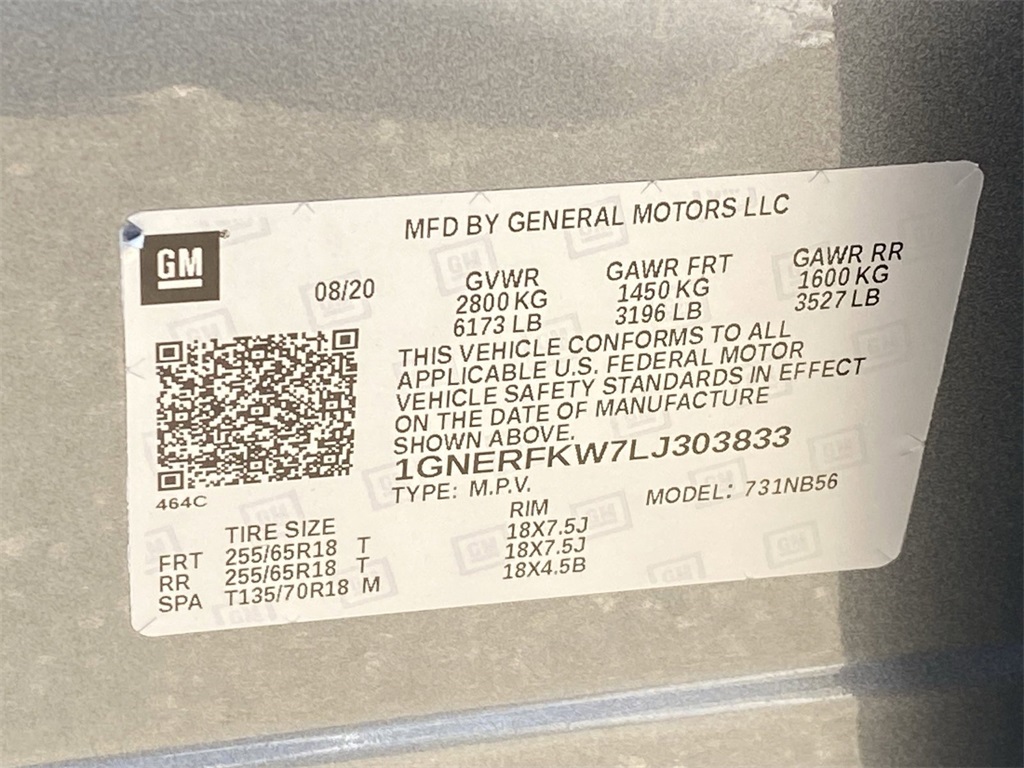 MFD BY GENERAL MOTORS LLC
GM
08/20
GVWR GAWR FRT GAWR RR
2800 KG 1450 KG 1600 KG
6173 LB 3196 LB 3527 LB
THIS VEHICLE CONFORMS TO ALL
APPLICABLE U.S. FEDERAL MOTOR
VEHICLE SAFETY STANDARDS IN EFFECT
ON THE DATE OF MANUFACTURE
SHOWN ABOVE.
1GNERFKW7LJ303833
464C
TYPE: M.P.V. MODEL: 731NB56
TIRE SIZE RIM
FRT 255/65R18 T 18X7.5J
RR 255/65R18 T 18X7.5J
SPA T135/70R18 M 18X4.5B